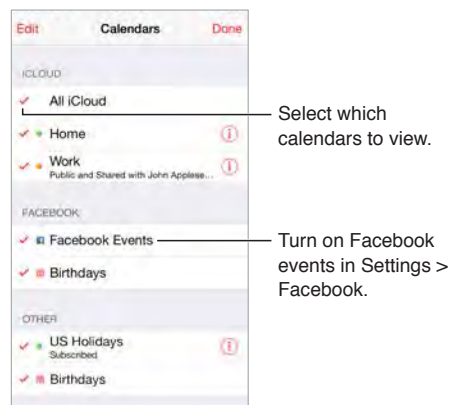 Edit Calendars Done
ICLOUD
All iCloud
Home
Work
Public and Shared with John Applese...
FACEBOOK
Facebook Events
Birthdays
OTHER
US Holidays
Subscribed
Birthdays
Select which
calendars to view.
Turn on Facebook
events in Settings >
Facebook.